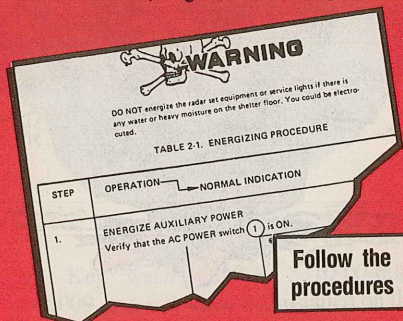 WARNING
DO NOT energize the radar set equipment or service lights if there is
any water or heavy moisture on the shelter floor. You could be electro-
cuted.
TABLE 2-1. ENERGIZING PROCEDURE
STEP OPERATION NORMAL INDICATION
1. ENERGIZE AUXILIARY POWER
Verify that the AC POWER switch 1 is ON.
Follow the
procedures